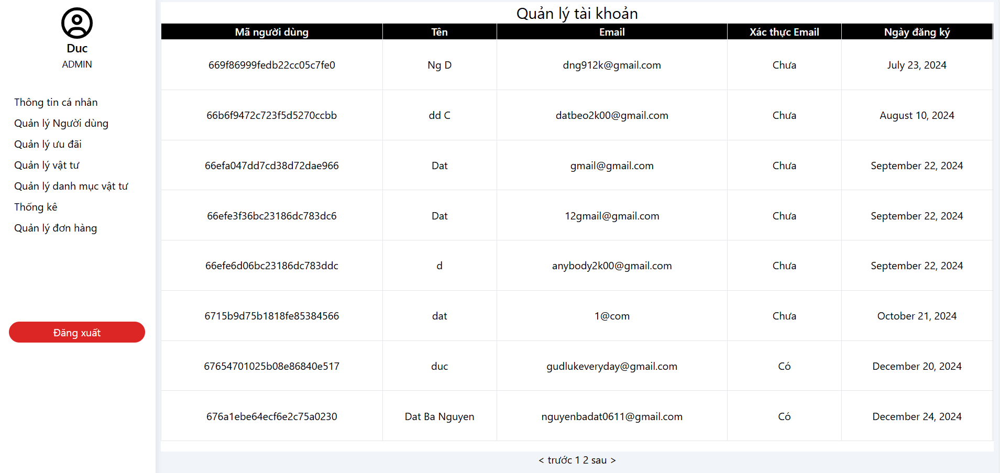 Duc
ADMIN
Thông tin cá nhân
Quản lý Người dùng
Quản lý ưu đãi
Quản lý vật tư
Quản lý danh mục vật tư
Thống kê
Quản lý đơn hàng
Đăng xuất
Quản lý tài khoản
Mã người dùng Tên Email Xác thực Email Ngày đăng ký
669f86999fedb22cc05c7fe0 Ng D dng912k@gmail.com Chưa July 23, 2024
66b6f9472c723f5d5270ccbb dd C datbeo2k00@gmail.com Chưa August 10, 2024
66efa047dd7cd38d72dae966 Dat gmail@gmail.com Chưa September 22, 2024
66efe3f36bc23186dc783dc6 Dat 12gmail@gmail.com Chưa September 22, 2024
66efe6d06bc23186dc783ddc d anybody2k00@gmail.com Chưa September 22, 2024
6715b9d75b1818fe85384566 dat 1@com Chưa October 21, 2024
67654701025b08e86840e517 duc gudlukeveryday@gmail.com Có December 20, 2024
676a1ebe64ecf6e2c75a0230 Dat Ba Nguyen nguyenbadat0611@gmail.com Có December 24, 2024
< trước 1 2 sau >